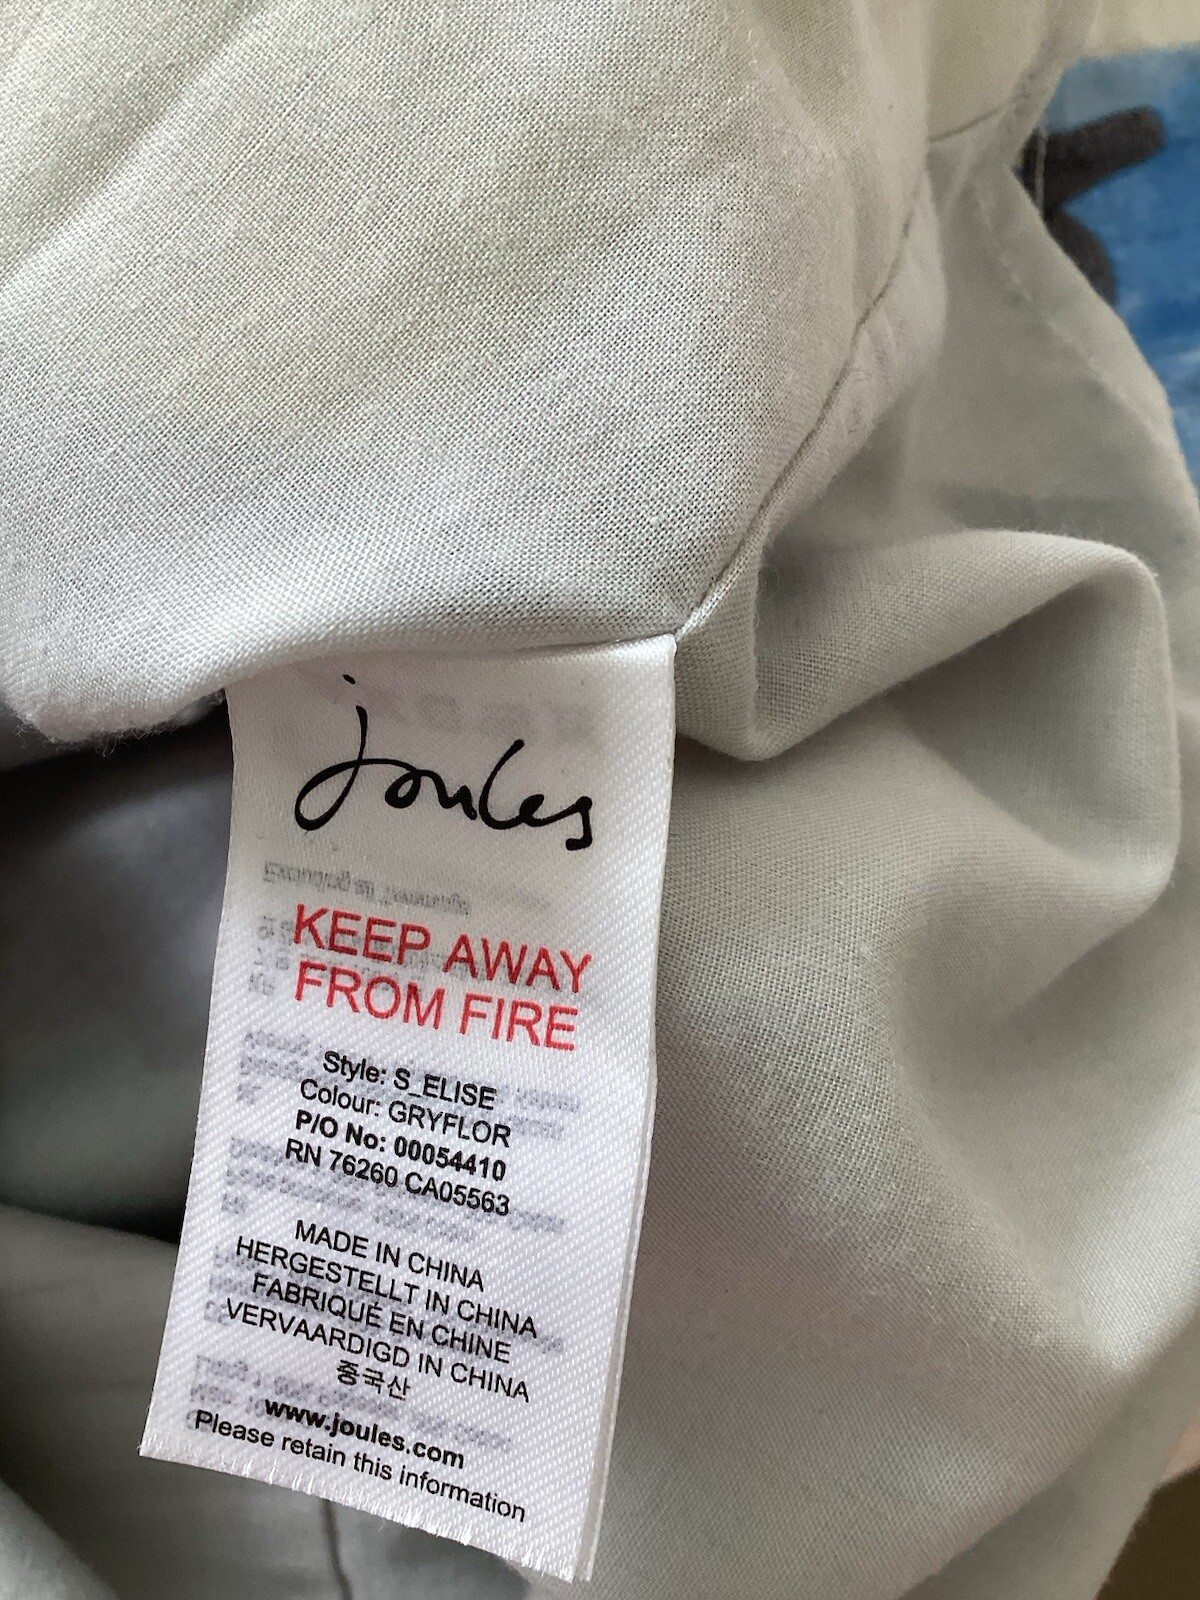 joules
KEEP AWAY
FROM FIRE
Style: S_ELISE
Colour: GRYFLOR
P/O No: 00054410
RN 76260 CA05563
MADE IN CHINA
HERGESTELLT IN CHINA
FABRIQUÉ EN CHINE
VERVAARDIGD IN CHINA
중국산
www.joules.com
Please retain this information